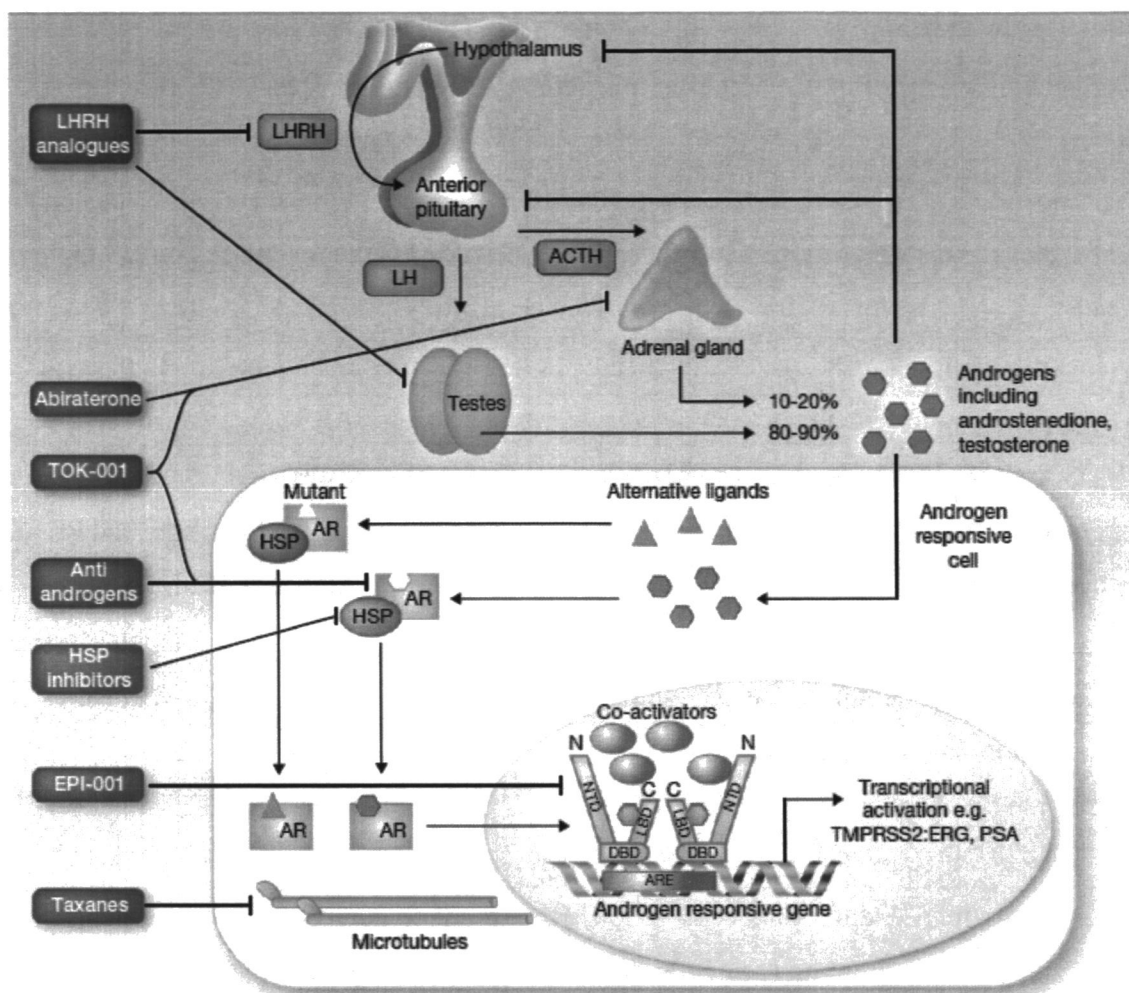 Hypothalamus
LHRH
analogues
LHRH
Anterior
pituitary
ACTH
LH
Adrenal gland
Abiraterone
Testes
10-20%
80-90%
Androgens
including
androstenedione,
testosterone
TOK-001
Mutant
AR
HSP
Alternative ligands
Androgen
responsive
cell
Anti
androgens
AR
HSP
HSP
inhibitors
Co-activators
N
N
C
C
NTD
LBD
LBD
NTD
DBD
DBD
ARE
Androgen responsive gene
EPI-001
Transcriptional
activation e.g.
TMPRSS2:ERG, PSA
AR
AR
Taxanes
Microtubules